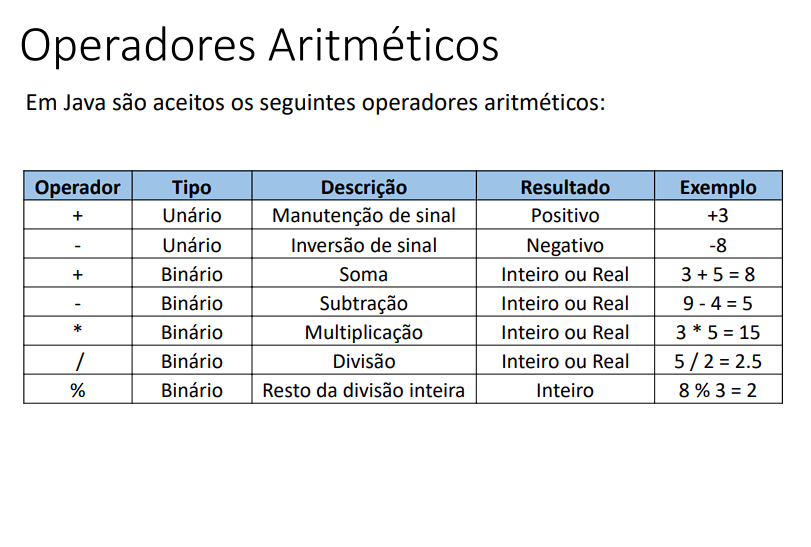 Operadores Aritméticos
Em Java são aceitos os seguintes operadores aritméticos:
Operador Tipo Descrição Resultado Exemplo
+ Unário Manutenção de sinal Positivo +3
- Unário Inversão de sinal Negativo -8
+ Binário Soma Inteiro ou Real 3 + 5 = 8
- Binário Subtração Inteiro ou Real 9 - 4 = 5
* Binário Multiplicação Inteiro ou Real 3 * 5 = 15
/ Binário Divisão Inteiro ou Real 5 / 2 = 2.5
% Binário Resto da divisão inteira Inteiro 8 % 3 = 2